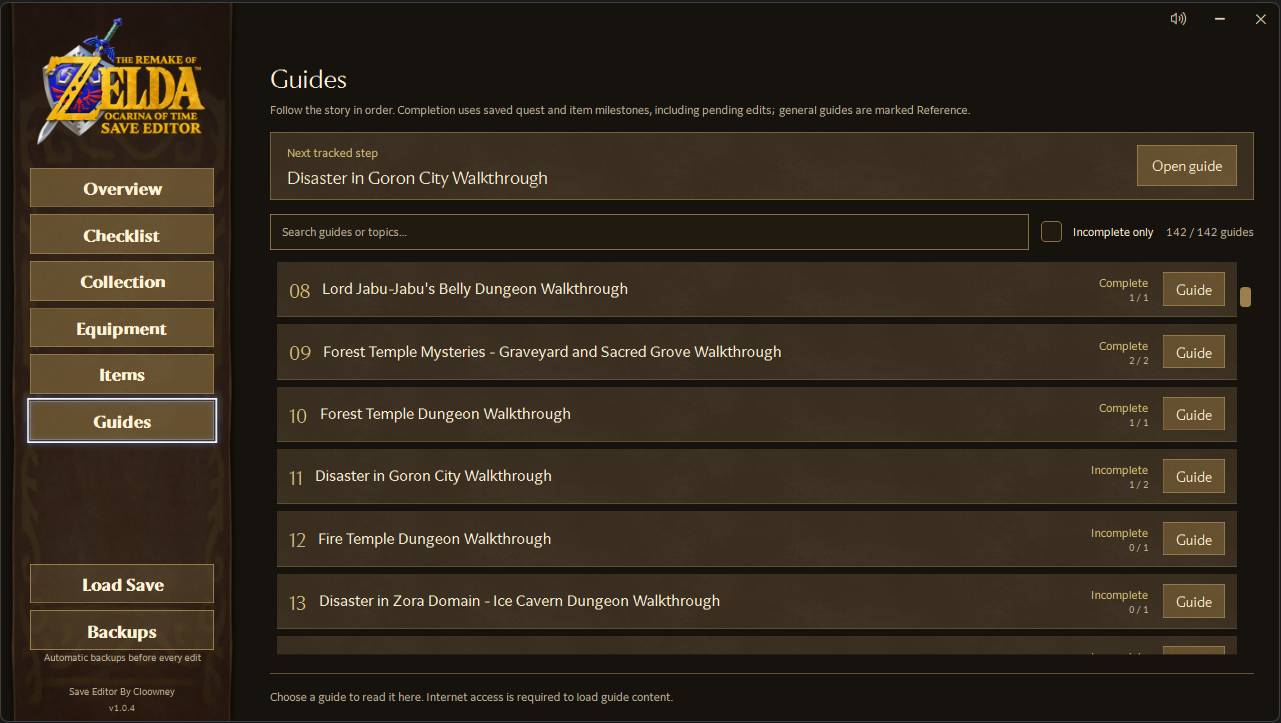 THE REMAKE OF
ZELDA™
OCARINA OF TIME
SAVE EDITOR
Overview
Checklist
Collection
Equipment
Items
Guides
Load Save
Backups
Automatic backups before every edit
Save Editor By Cloowney
v1.0.4
Guides
Follow the story in order. Completion uses saved quest and item milestones, including pending edits; general guides are marked Reference.
Next tracked step
Disaster in Goron City Walkthrough
Open guide
Search guides or topics...
Incomplete only
142 / 142 guides
08 Lord Jabu-Jabu's Belly Dungeon Walkthrough
Complete
1 / 1
Guide
09 Forest Temple Mysteries - Graveyard and Sacred Grove Walkthrough
Complete
2 / 2
Guide
10 Forest Temple Dungeon Walkthrough
Complete
1 / 1
Guide
11 Disaster in Goron City Walkthrough
Incomplete
1 / 2
Guide
12 Fire Temple Dungeon Walkthrough
Incomplete
0 / 1
Guide
13 Disaster in Zora Domain - Ice Cavern Dungeon Walkthrough
Incomplete
0 / 1
Guide
Choose a guide to read it here. Internet access is required to load guide content.